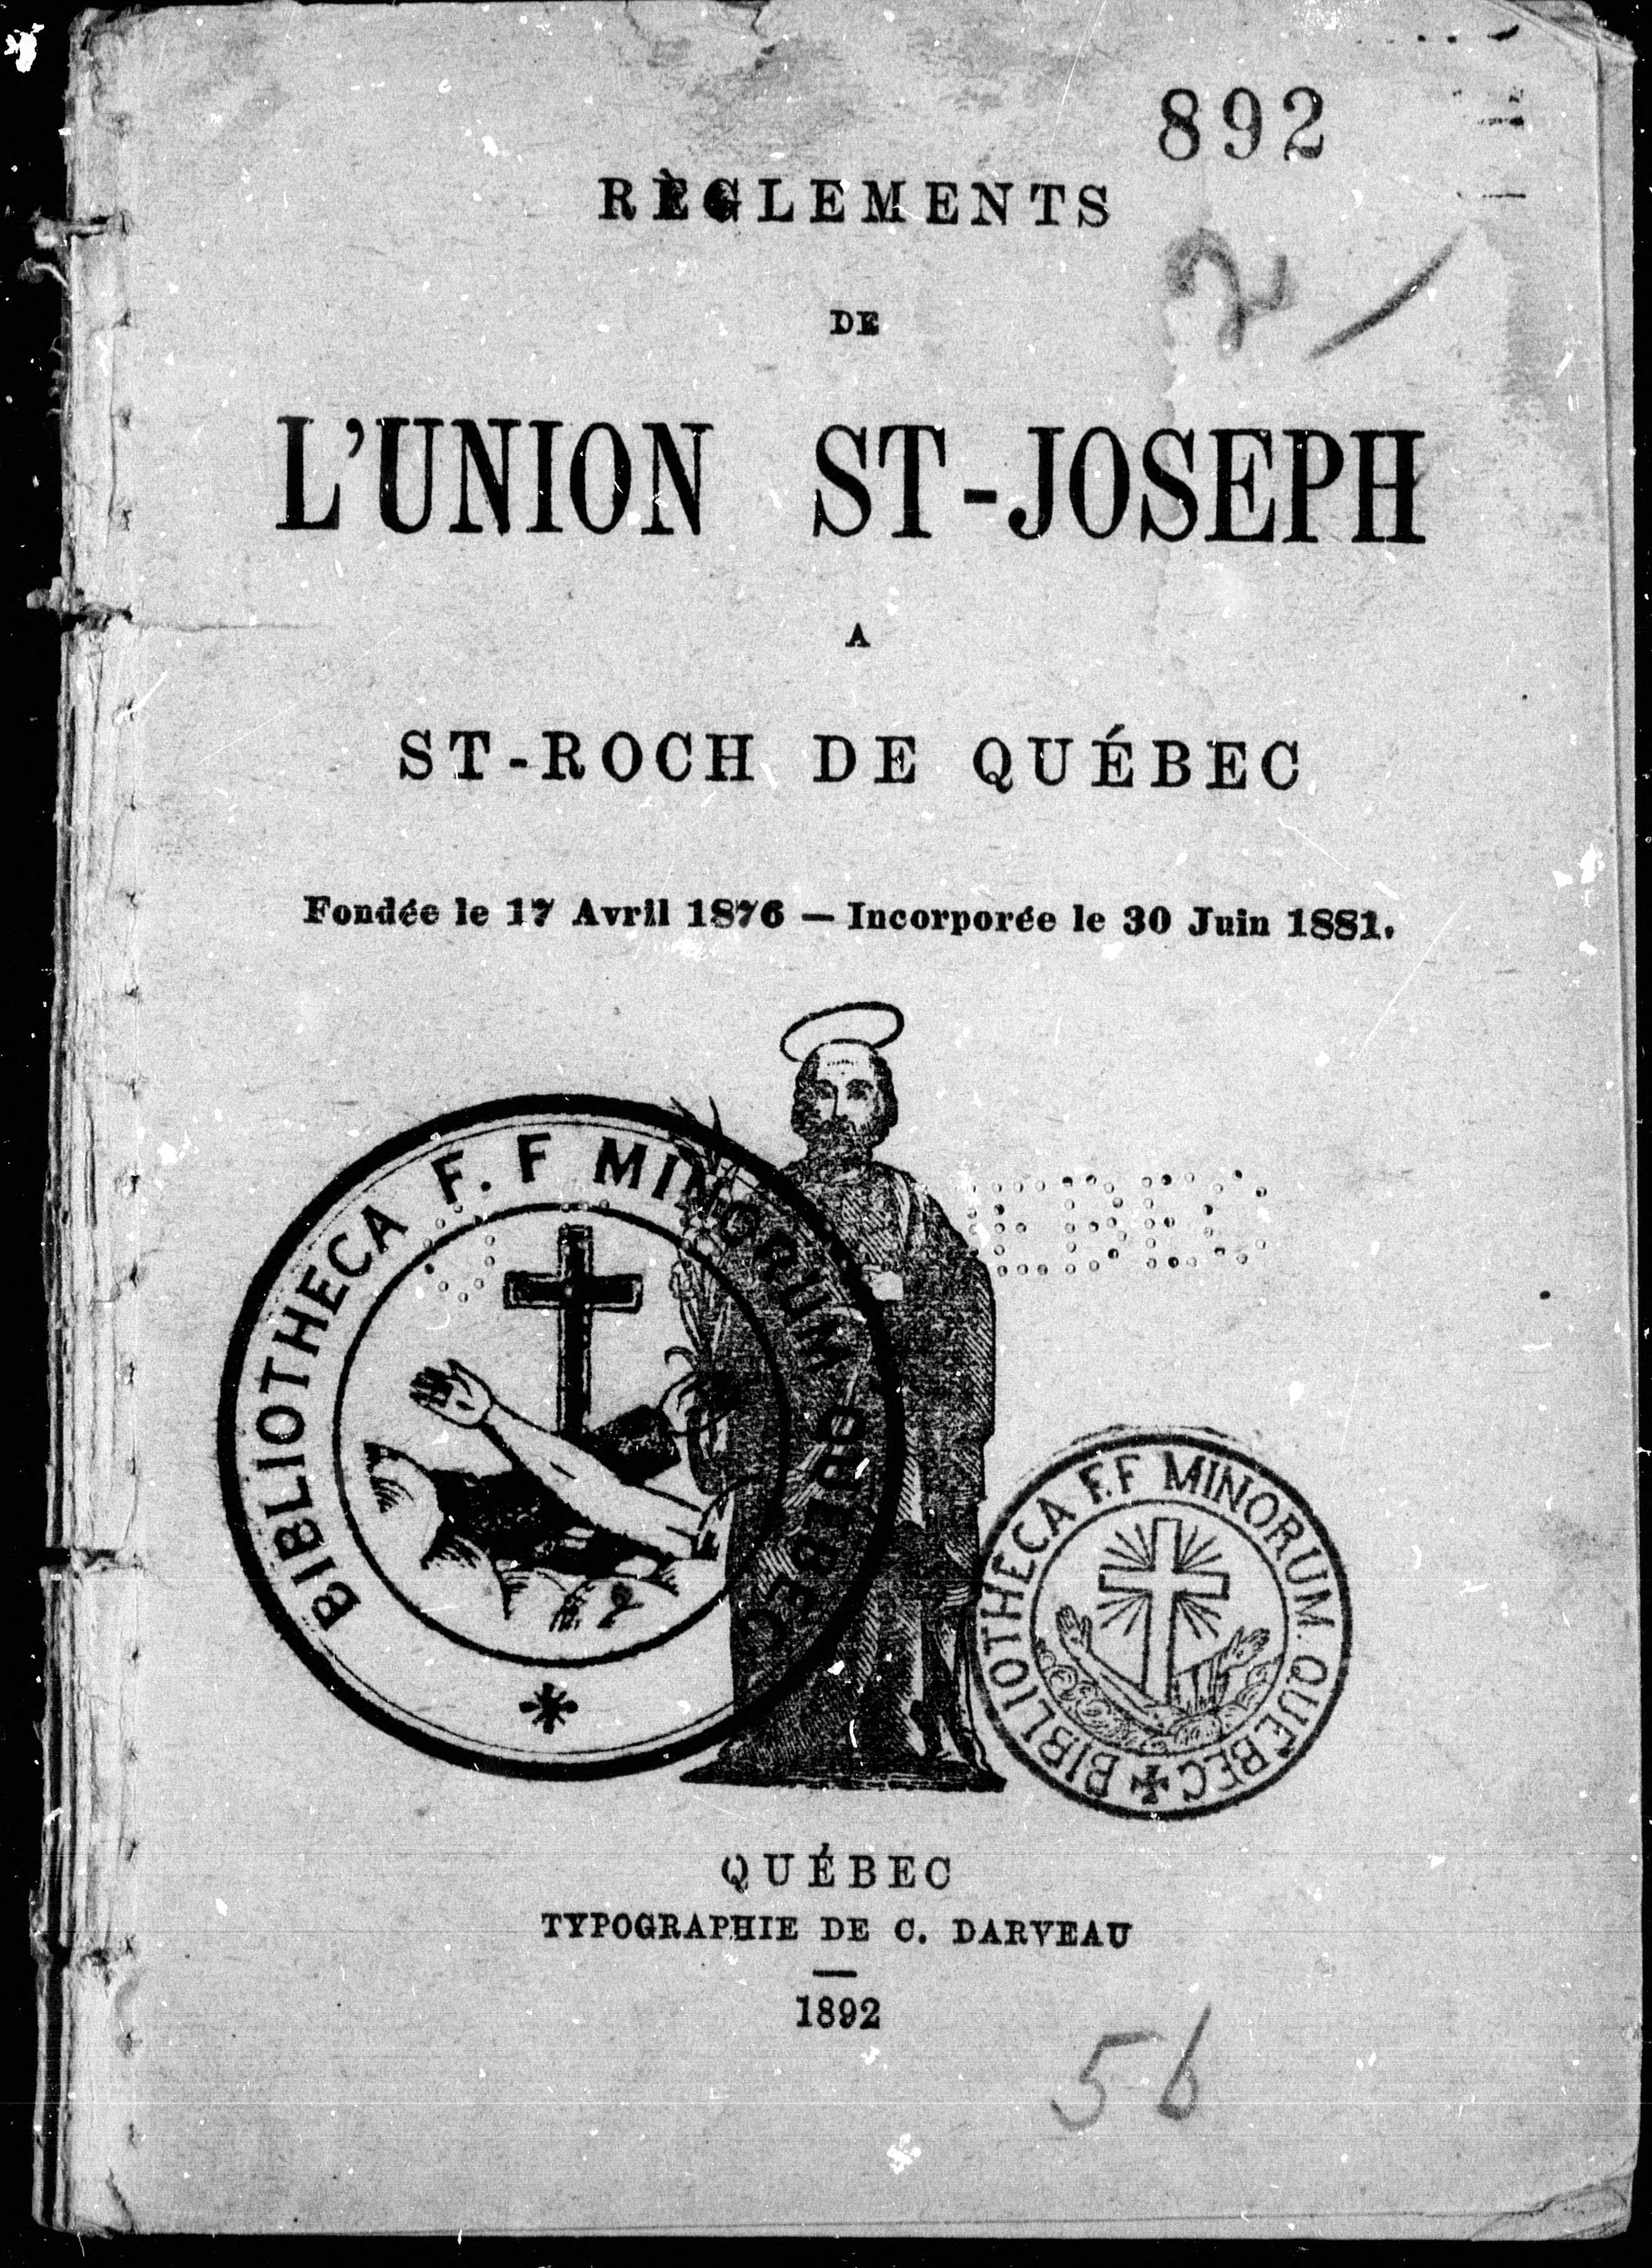 892
RÈGLEMENTS
DE
L'UNION ST-JOSEPH
A
ST-ROCH DE QUÉBEC
Fondée le 17 Avril 1876 — Incorporée le 30 Juin 1881.
BIBLIOTHECA F. F MINORUM QUEBEC
BIBLIOTHECA F.F MINORUM. QUEBEC
QUÉBEC
TYPOGRAPHIE DE C. DARVEAU
1892
56